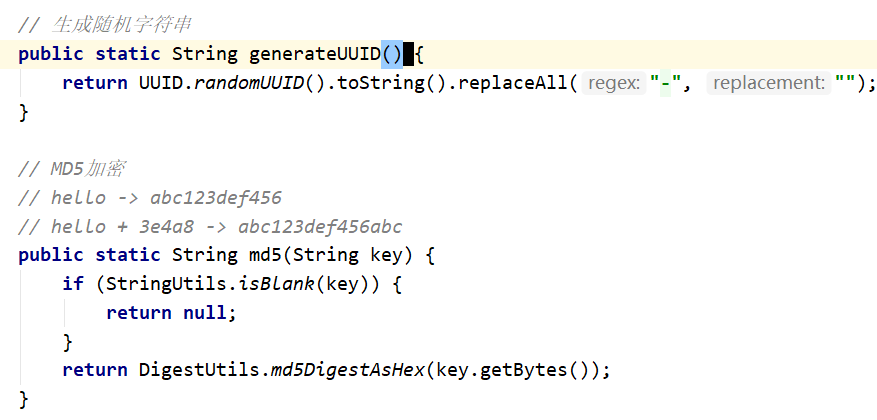 // 生成随机字符串
public static String generateUUID() {
    return UUID.randomUUID().toString().replaceAll( regex: "-", replacement: "");
}
// MD5加密
// hello -> abc123def456
// hello + 3e4a8 -> abc123def456abc
public static String md5(String key) {
    if (StringUtils.isBlank(key)) {
        return null;
    }
    return DigestUtils.md5DigestAsHex(key.getBytes());
}